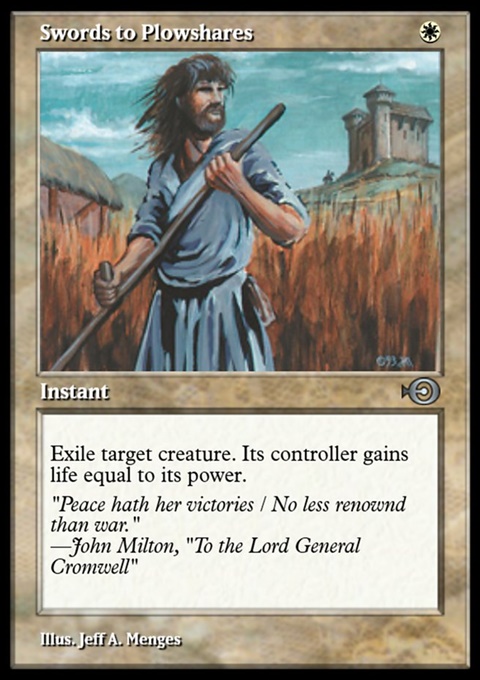 Swords to Plowshares
Instant
Exile target creature. Its controller gains
life equal to its power.
"Peace hath her victories / No less renownd
than war."
—John Milton, "To the Lord General
Cromwell"
Illus. Jeff A. Menges